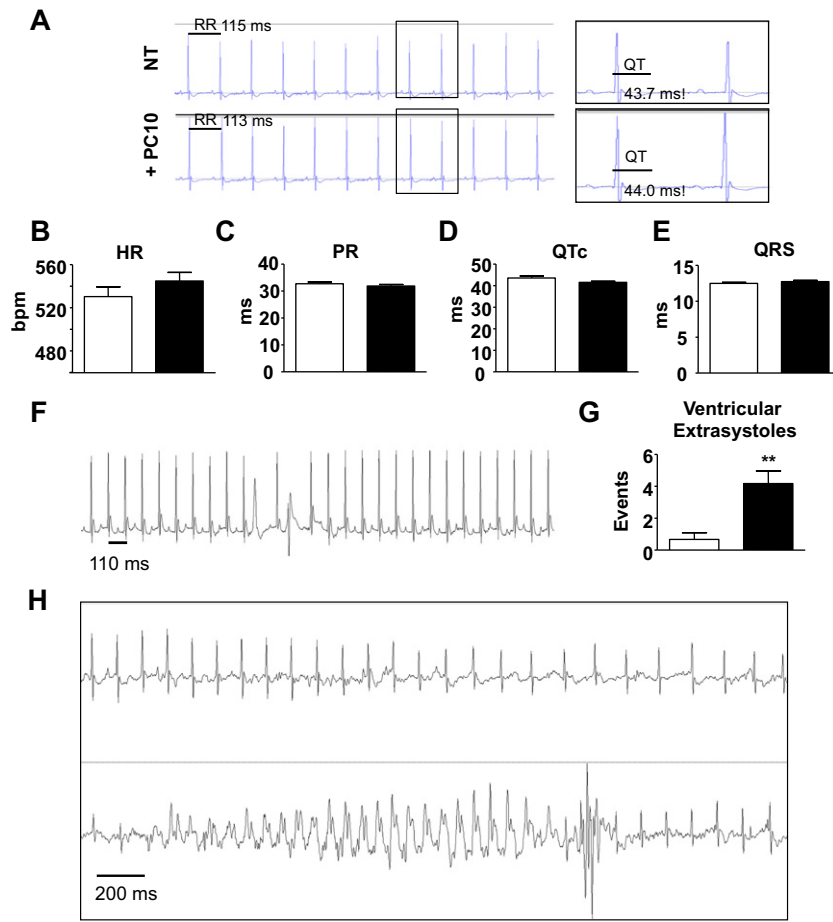 A
NT
RR 115 ms
QT
43.7 ms!
+ PC10
RR 113 ms
QT
44.0 ms!
B
HR
bpm
560
520
480
C
PR
ms
40
30
20
10
0
D
QTc
ms
50
40
30
20
10
0
E
QRS
ms
15
10
5
0
F
110 ms
G
Ventricular
Extrasystoles
Events
6
4
2
0
**
H
200 ms